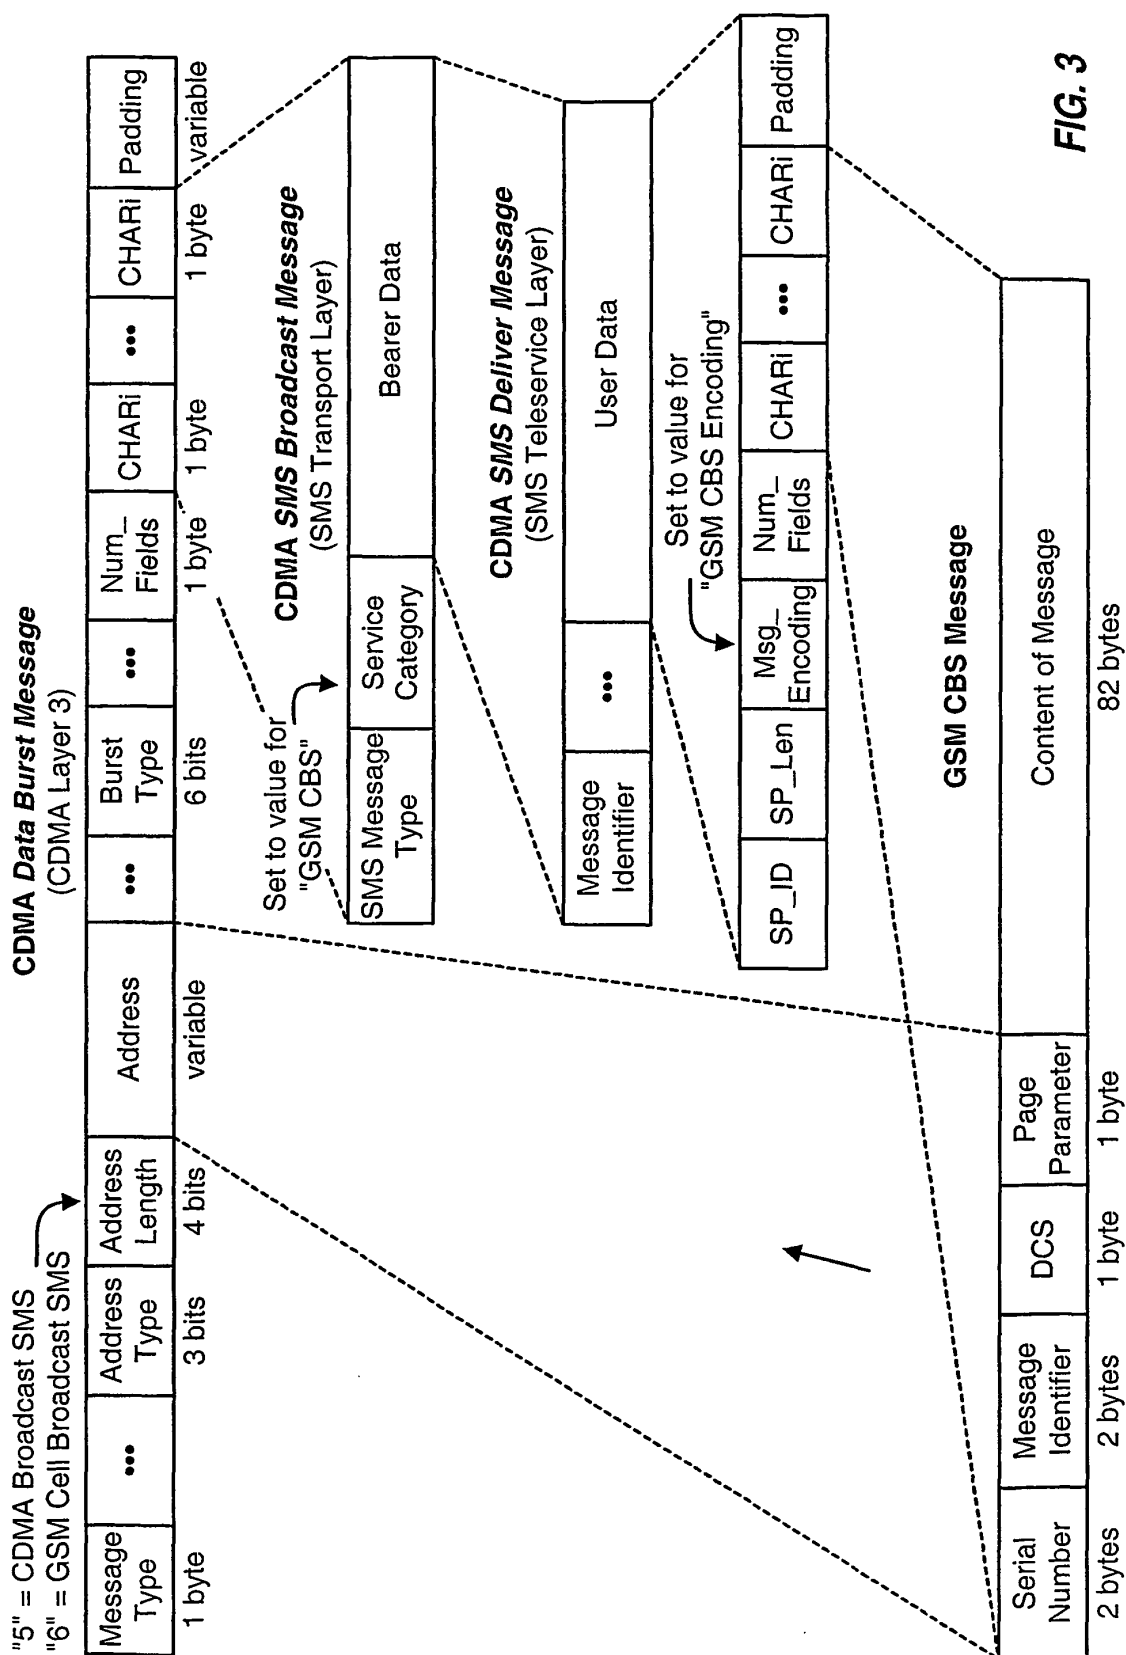 "5" = CDMA Broadcast SMS
"6" = GSM Cell Broadcast SMS
CDMA Data Burst Message
(CDMA Layer 3)
Message
Type
•••
Address
Type
Address
Length
Address
•••
Burst
Type
•••
Num_
Fields
CHARi
•••
CHARi
Padding
1 byte
3 bits
4 bits
variable
6 bits
1 byte
1 byte
1 byte
variable
Set to value for
"GSM CBS"
CDMA SMS Broadcast Message
(SMS Transport Layer)
SMS Message
Type
Service
Category
Bearer Data
CDMA SMS Deliver Message
(SMS Teleservice Layer)
Message
Identifier
•••
User Data
Set to value for
"GSM CBS Encoding"
SP_ID
SP_Len
Msg_
Encoding
Num_
Fields
CHARi
•••
CHARi
Padding
GSM CBS Message
Serial
Number
Message
Identifier
DCS
Page
Parameter
Content of Message
2 bytes
2 bytes
1 byte
1 byte
82 bytes
FIG. 3